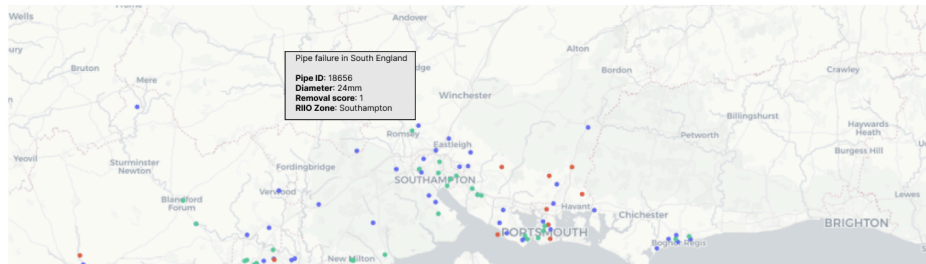 Wells
Andover
ury
Pipe failure in South England
Alton
Bruton
Mere
dge
Bordon
Crawley
Pipe ID: 18656
Diameter: 24mm
Removal score: 1
RIIO Zone: Southampton
Winchester
Billingshurst
Romsey
Petworth
Haywards
Heath
Eastleigh
Yeovil
Sturminster
Newton
Fordingbridge
Burgess Hill
SOUTHAMPTON
Verwood
Blandford
Forum
Havant
Chichester
Lewes
BRIGHTON
PORTSMOUTH
Bognor Regis
New Milton